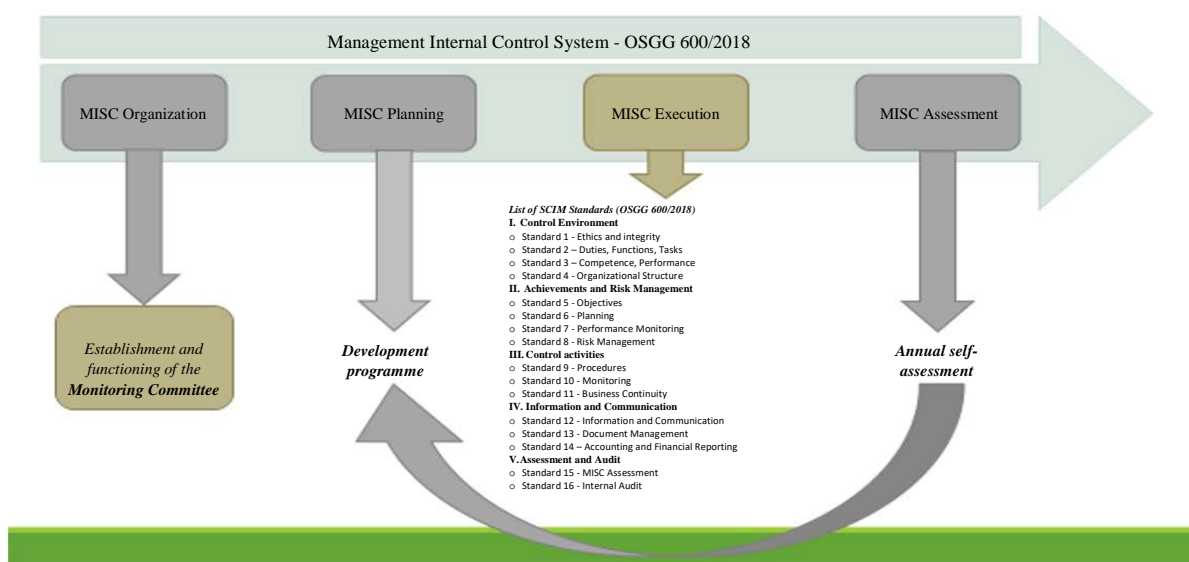 Management Internal Control System - OSGG 600/2018
MISC Organization
MISC Planning
MISC Execution
MISC Assessment
List of SCIM Standards (OSGG 600/2018)
I. Control Environment
o Standard 1 - Ethics and integrity
o Standard 2 – Duties, Functions, Tasks
o Standard 3 – Competence, Performance
o Standard 4 - Organizational Structure
II. Achievements and Risk Management
o Standard 5 - Objectives
o Standard 6 - Planning
o Standard 7 - Performance Monitoring
o Standard 8 - Risk Management
III. Control activities
o Standard 9 - Procedures
o Standard 10 - Monitoring
o Standard 11 - Business Continuity
IV. Information and Communication
o Standard 12 - Information and Communication
o Standard 13 - Document Management
o Standard 14 – Accounting and Financial Reporting
V. Assessment and Audit
o Standard 15 - MISC Assessment
o Standard 16 - Internal Audit
Establishment and
functioning of the
Monitoring Committee
Development
programme
Annual self-
assessment